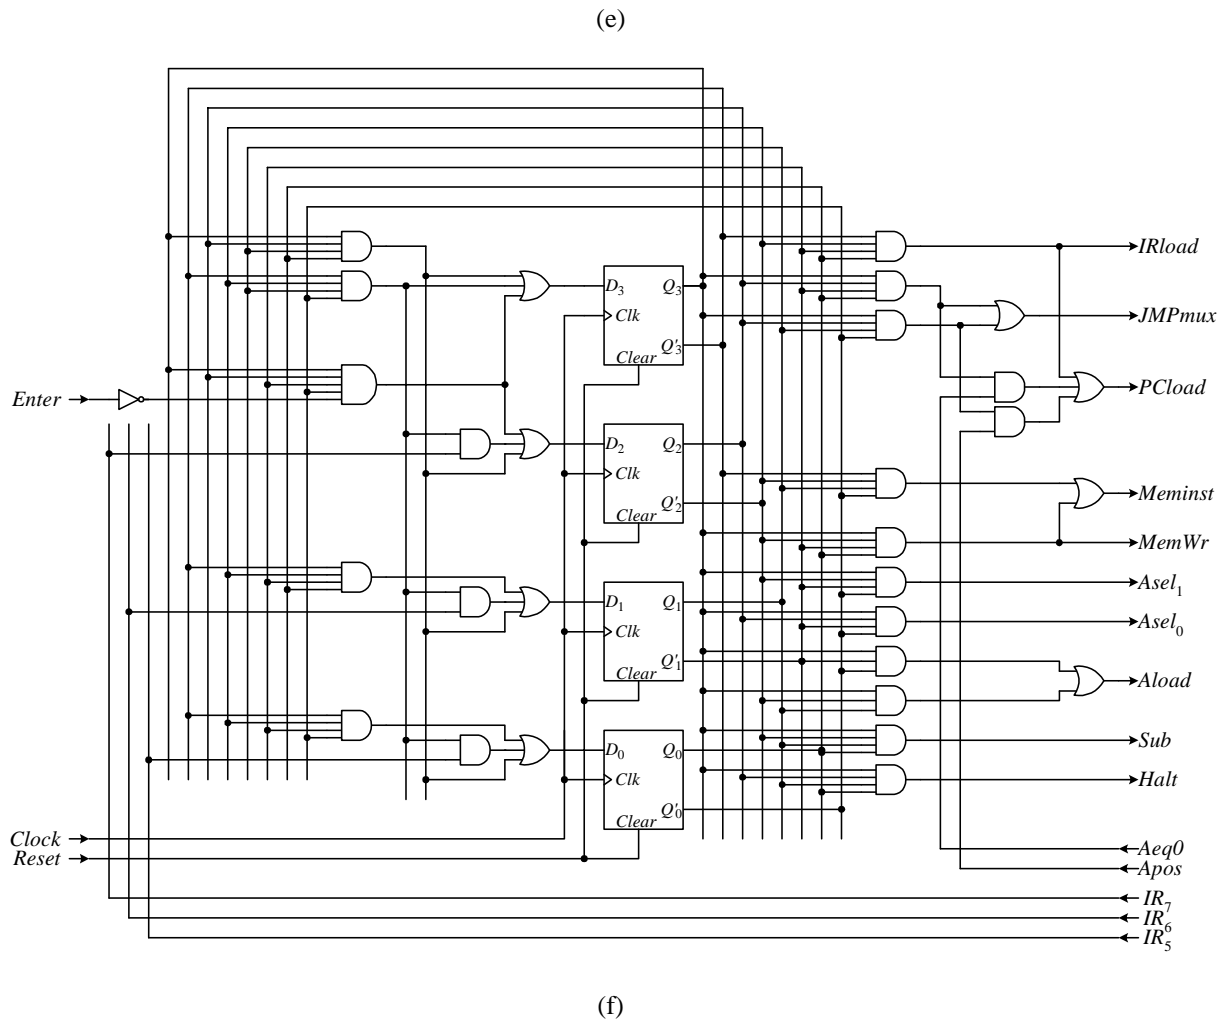 (e)
IRload
D₃ Q₃
Clk
JMPmux
Q'₃
Clear
Enter
PCload
D₂ Q₂
Clk
Meminst
Q'₂
Clear
MemWr
Asel₁
D₁ Q₁
Asel₀
Clk
Q'₁
Clear
Aload
Sub
D₀ Q₀
Clk
Halt
Q'₀
Clear
Clock
Reset
Aeq0
Apos
IR₇
IR₆
IR₅
(f)